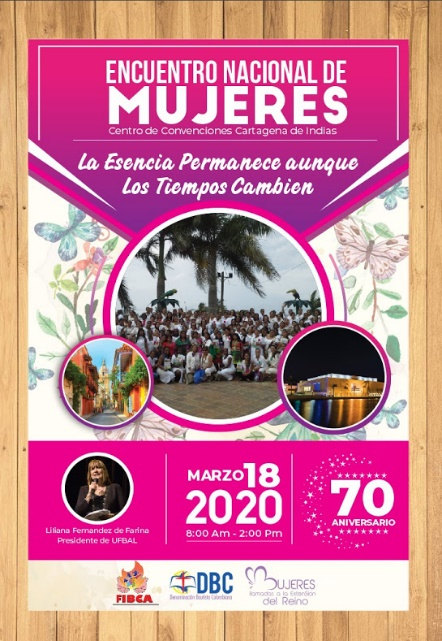 ENCUENTRO NACIONAL DE
MUJERES
Centro de Convenciones Cartagena de Indias
La Esencia Permanece aunque
Los Tiempos Cambien
Liliana Fernandez de Farina
Presidente de UFBAL
MARZO 18
2020
8:00 Am - 2:00 Pm
70
ANIVERSARIO
FIBCA
DBC
Denominación Bautista Colombiana
MUJERES
llamadas a la Extensión
del Reino